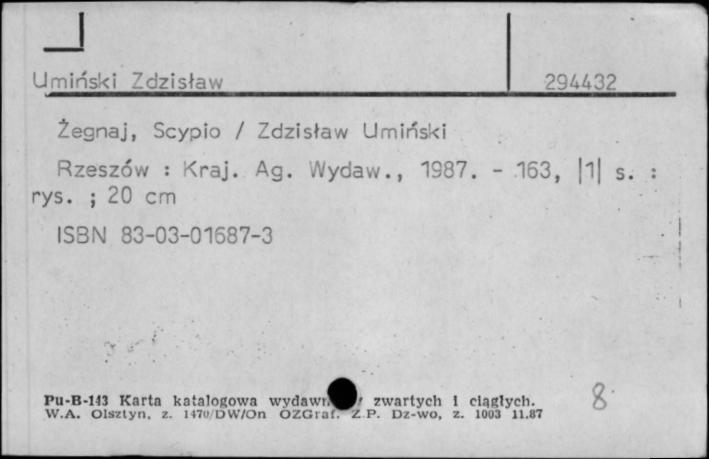 Umiński Zdzisław 294432
Żegnaj, Scypio / Zdzisław Umiński
Rzeszów : Kraj. Ag. Wydaw., 1987. - 163, |1| s. :
rys. ; 20 cm
ISBN 83-03-01687-3
Pu-B-143 Karta katalogowa zwartych i ciągłych. 8
W.A. Olsztyn, z. 1470/DW/On OZGraf. Z.P. Dz-wo, z. 1003 11.87